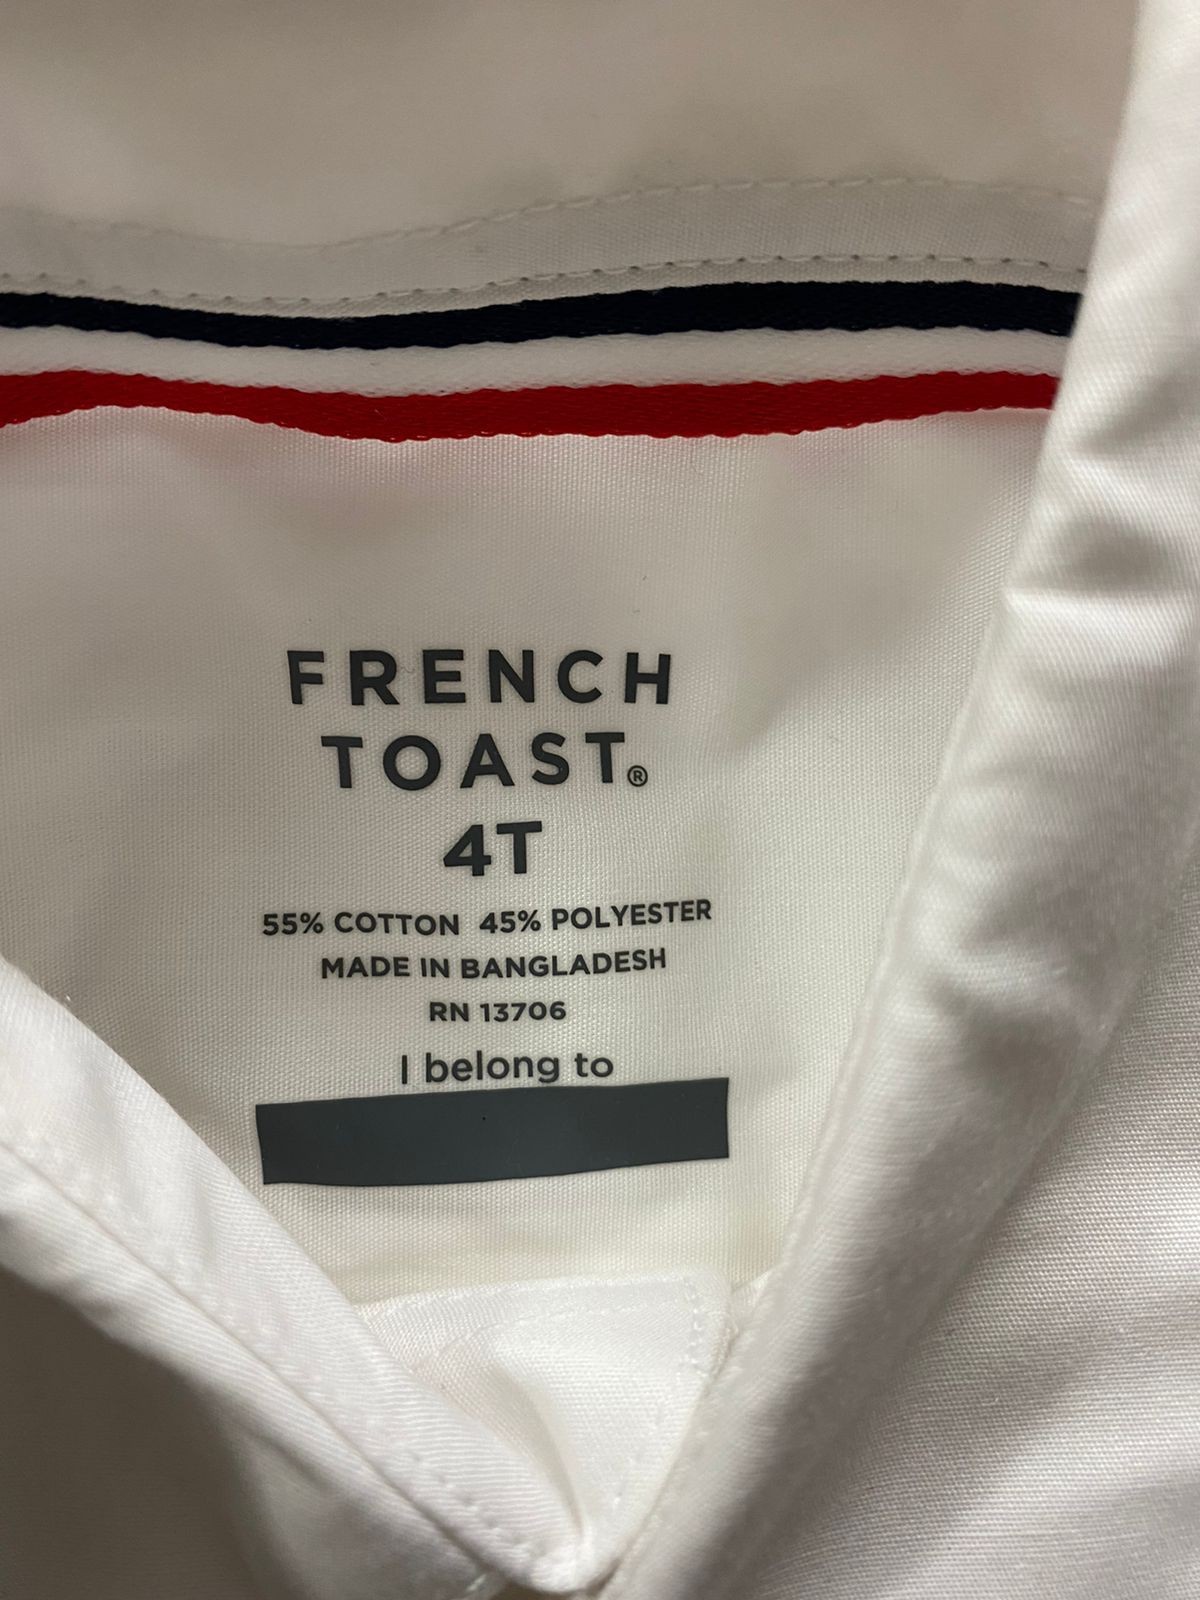 FRENCH
TOAST®
4T
55% COTTON 45% POLYESTER
MADE IN BANGLADESH
RN 13706
I belong to